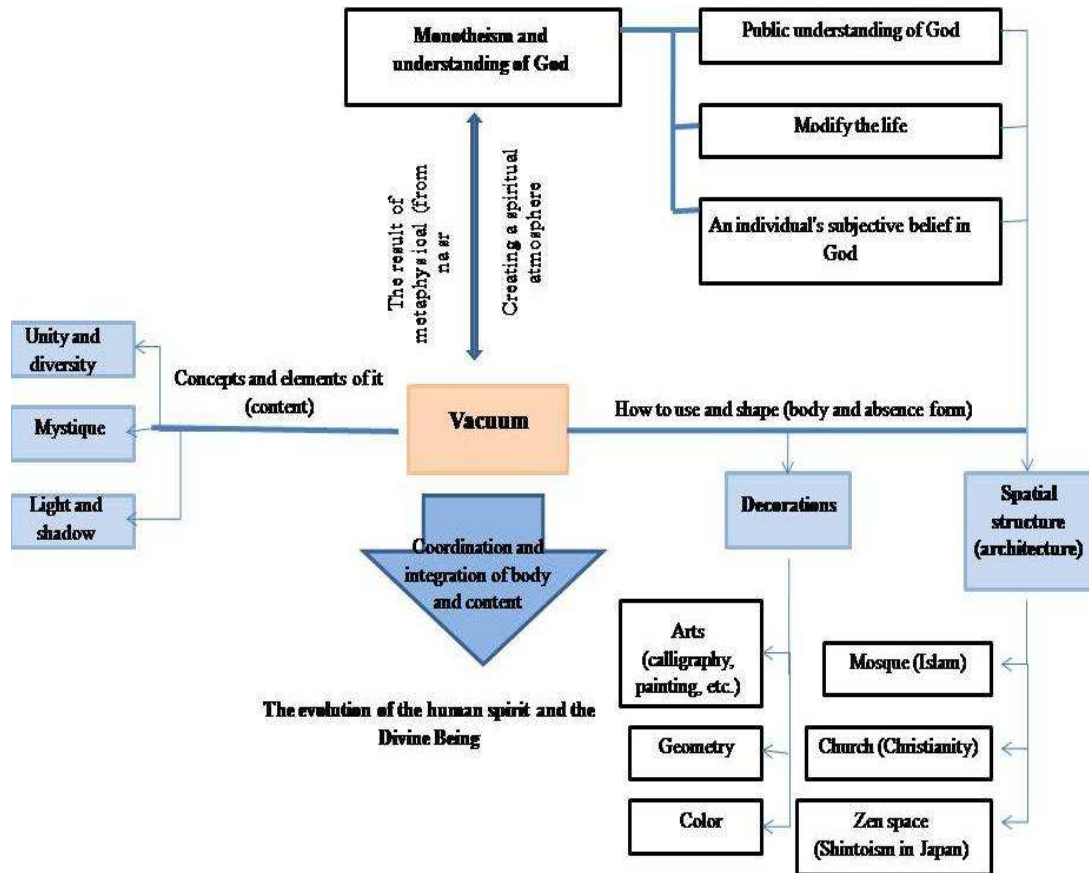 Monotheism and
understanding of God
Public understanding of God
Modify the life
An individual's subjective belief in
God
The result of
metaphysical (from
nasr
Creating a spiritual
atmosphere
Unity and
diversity
Mystique
Light and
shadow
Concepts and elements of it
(content)
Vacuum
How to use and shape (body and absence form)
Decorations
Spatial
structure
(architecture)
Coordination and
integration of body
and content
The evolution of the human spirit and the
Divine Being
Arts
(calligraphy,
painting, etc.)
Geometry
Color
Mosque (Islam)
Church (Christianity)
Zen space
(Shintoism in Japan)